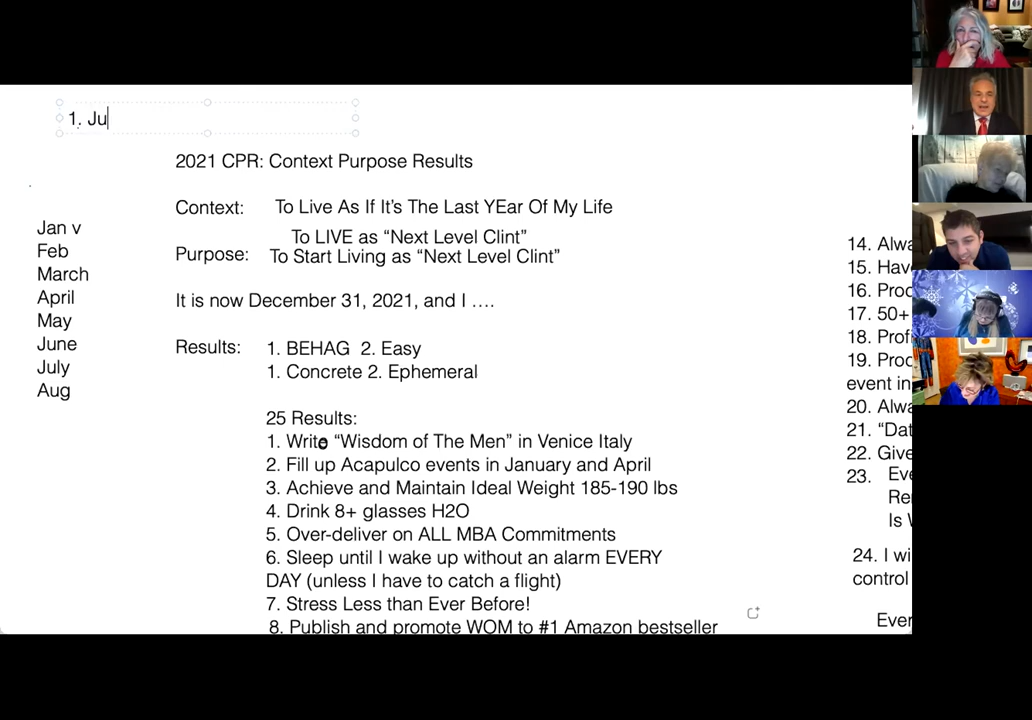 1. Ju
2021 CPR: Context Purpose Results
Context: To Live As If It's The Last YEar Of My Life
To LIVE as “Next Level Clint”
Purpose: To Start Living as “Next Level Clint”
It is now December 31, 2021, and I ….
Results: 1. BEHAG 2. Easy
1. Concrete 2. Ephemeral
25 Results:
1. Write “Wisdom of The Men” in Venice Italy
2. Fill up Acapulco events in January and April
3. Achieve and Maintain Ideal Weight 185-190 lbs
4. Drink 8+ glasses H2O
5. Over-deliver on ALL MBA Commitments
6. Sleep until I wake up without an alarm EVERY
DAY (unless I have to catch a flight)
7. Stress Less than Ever Before!
8. Publish and promote WOM to #1 Amazon bestseller
Jan v
Feb
March
April
May
June
July
Aug
14. Alwa
15. Hav
16. Prod
17. 50+
18. Prof
19. Prod
event in
20. Alwa
21. “Dat
22. Give
23. Eve
Re
Is
24. I wi
control
Ever